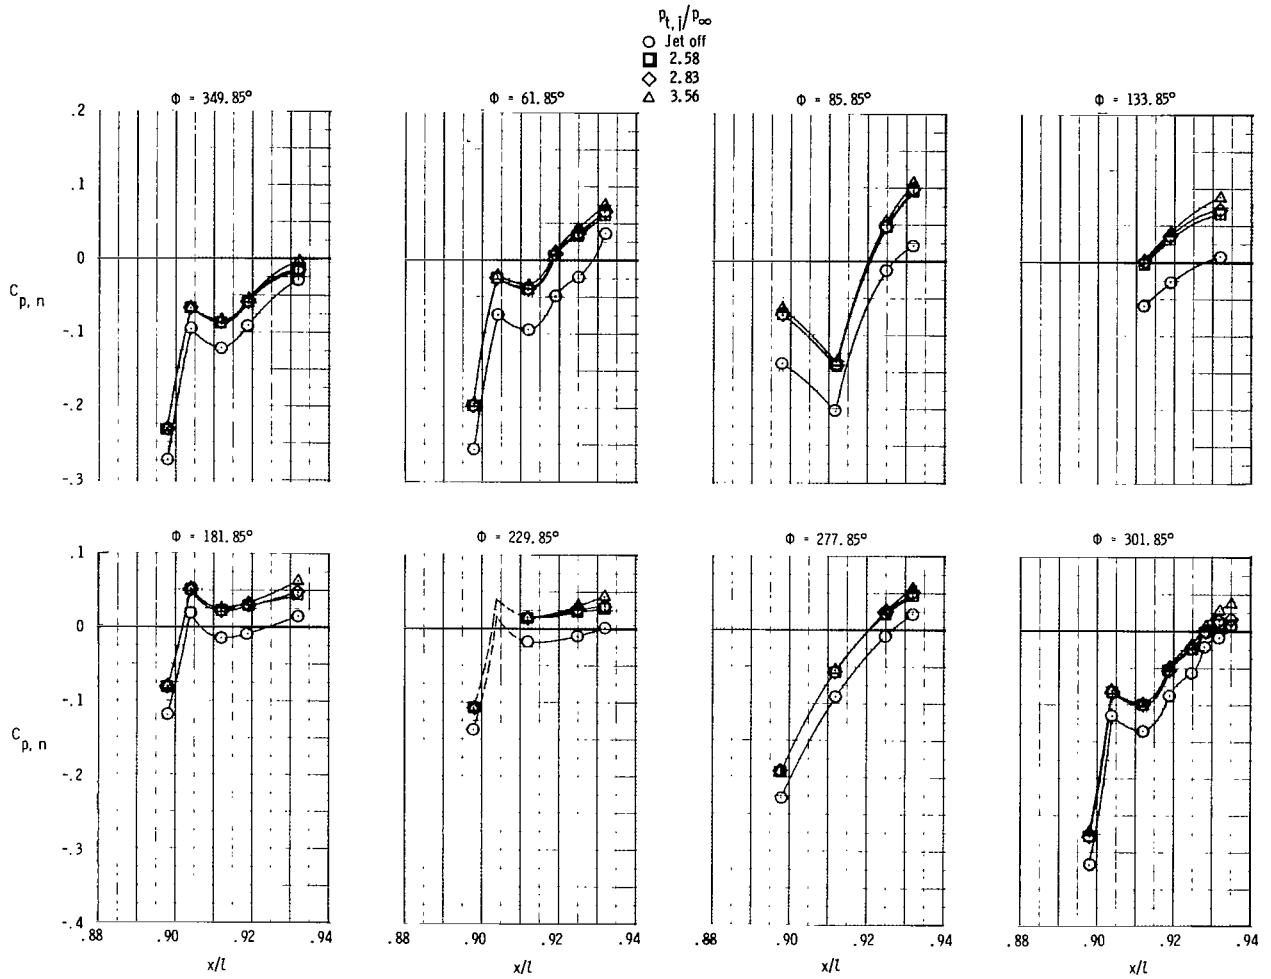 p_t,j/p_∞
Jet off
2.58
2.83
3.56
Φ = 349.85°
Φ = 61.85°
Φ = 85.85°
Φ = 133.85°
.2
.1
0
C_p,n
-.1
-.2
-.3
Φ = 181.85°
Φ = 229.85°
Φ = 277.85°
Φ = 301.85°
.1
0
-.1
C_p,n
-.2
-.3
-.4
.88 .90 .92 .94
.88 .90 .92 .94
.88 .90 .92 .94
.88 .90 .92 .94
x/l
x/l
x/l
x/l